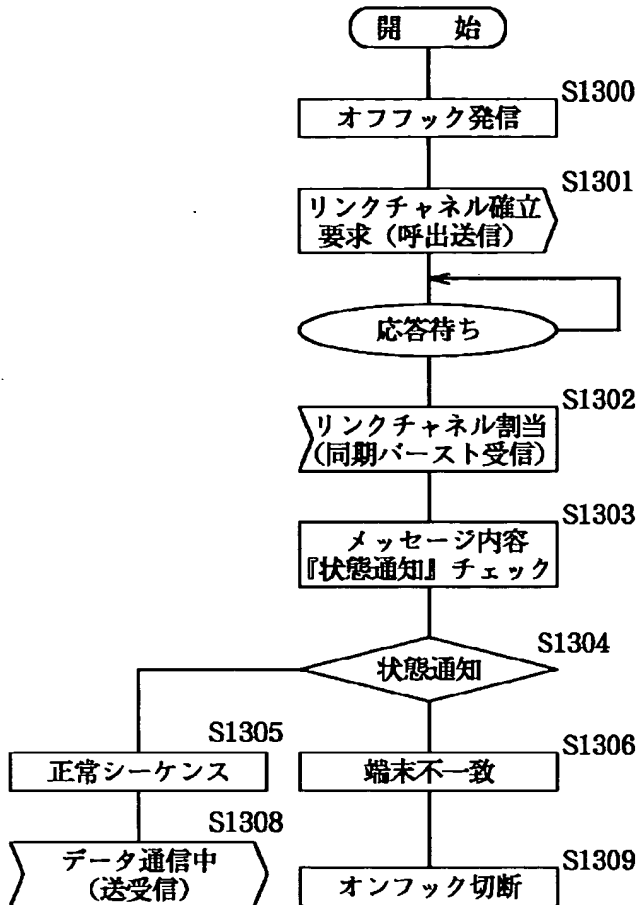 開 始
S1300
オフフック発信
S1301
リンクチャネル確立
要求（呼出送信）
応答待ち
S1302
リンクチャネル割当
（同期バースト受信）
S1303
メッセージ内容
『状態通知』チェック
S1304
状態通知
S1305
正常シーケンス
S1306
端末不一致
S1308
データ通信中
（送受信）
S1309
オンフック切断